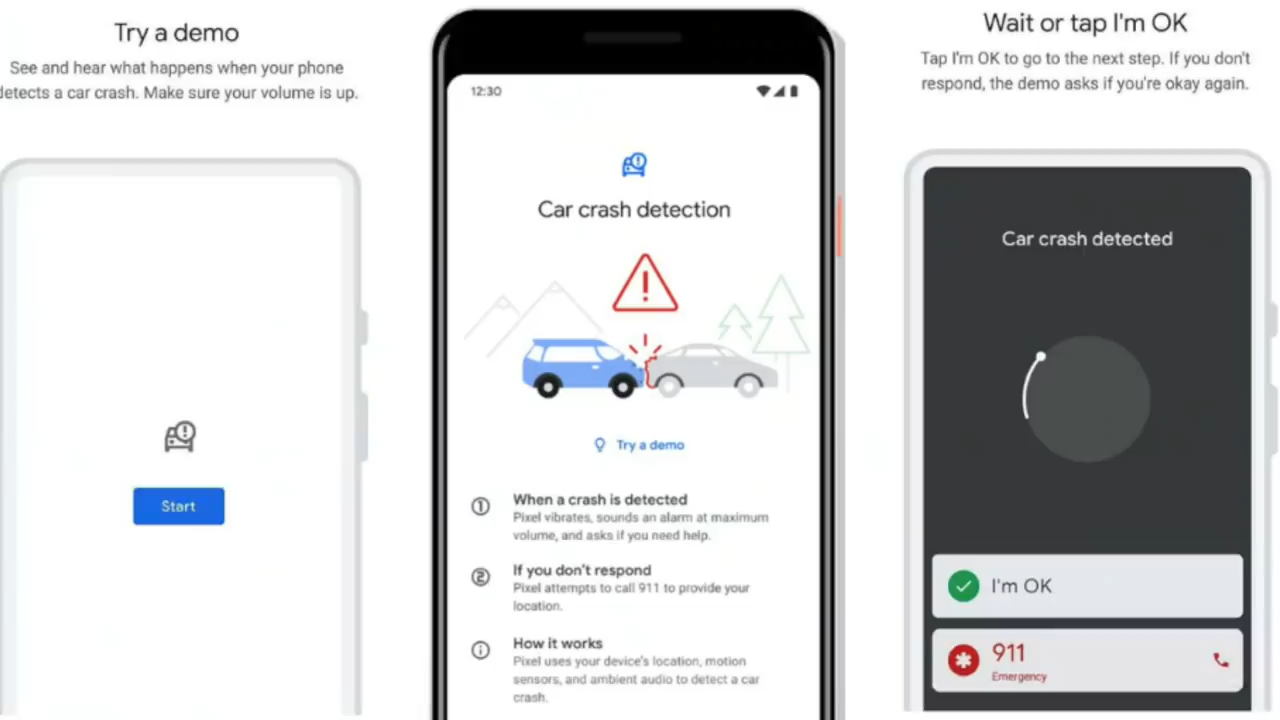 Try a demo
See and hear what happens when your phone
detects a car crash. Make sure your volume is up.
Start
12:30
Car crash detection
Try a demo
1 When a crash is detected
Pixel vibrates, sounds an alarm at maximum
volume, and asks if you need help.
2 If you don't respond
Pixel attempts to call 911 to provide your
location.
How it works
Pixel uses your device's location, motion
sensors, and ambient audio to detect a car
crash.
Wait or tap I'm OK
Tap I'm OK to go to the next step. If you don't
respond, the demo asks if you're okay again.
Car crash detected
I'm OK
911
Emergency